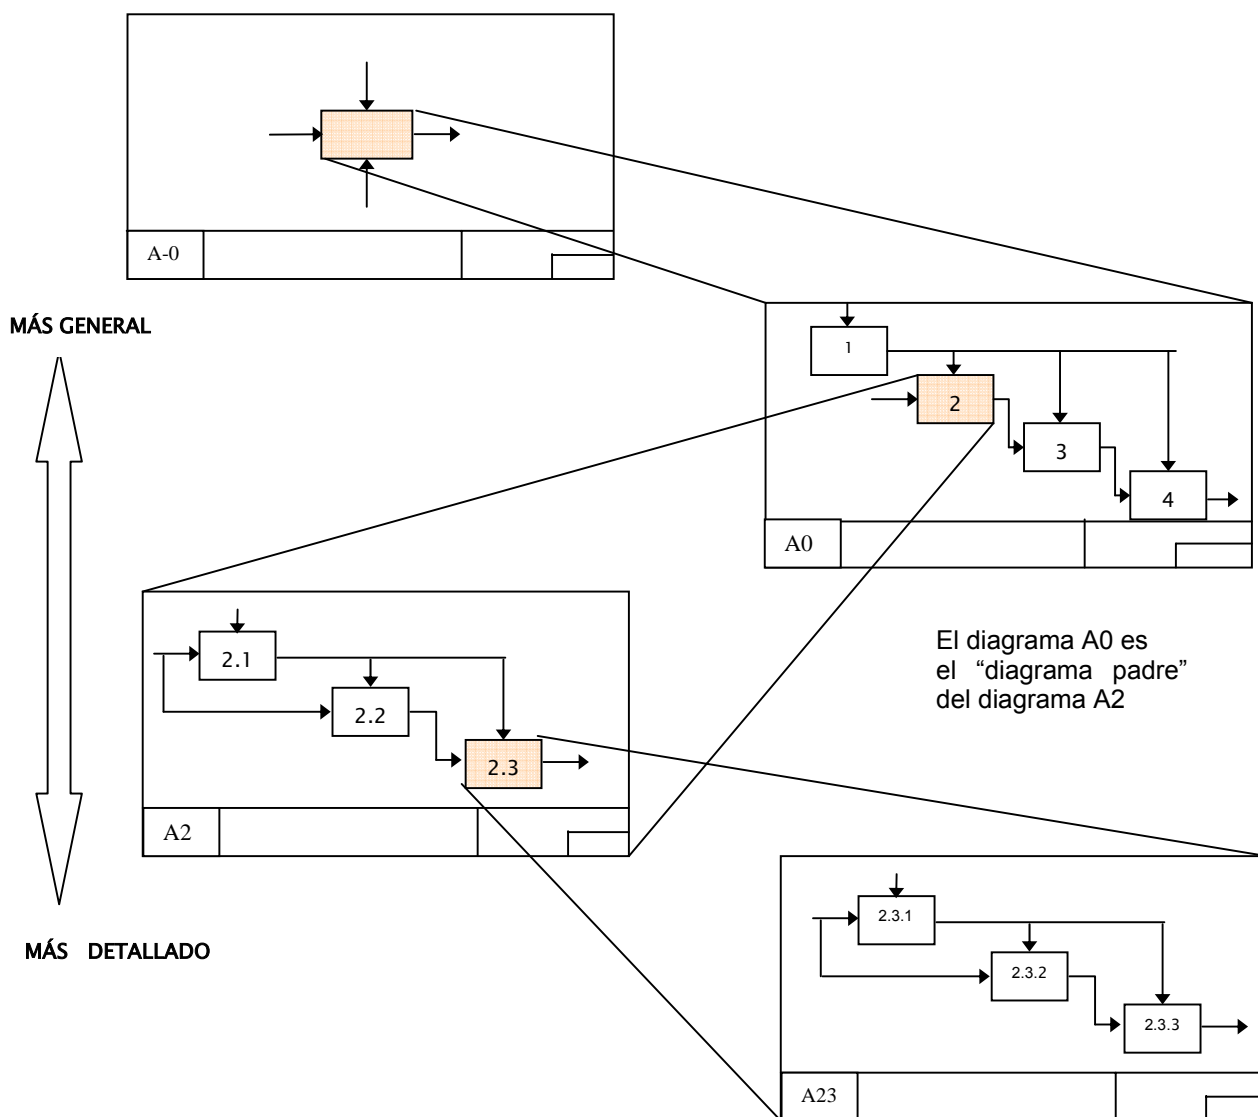 A-0
MÁS GENERAL
1
2
3
4
A0
El diagrama A0 es
el “diagrama padre”
del diagrama A2
2.1
2.2
2.3
A2
MÁS DETALLADO
2.3.1
2.3.2
2.3.3
A23